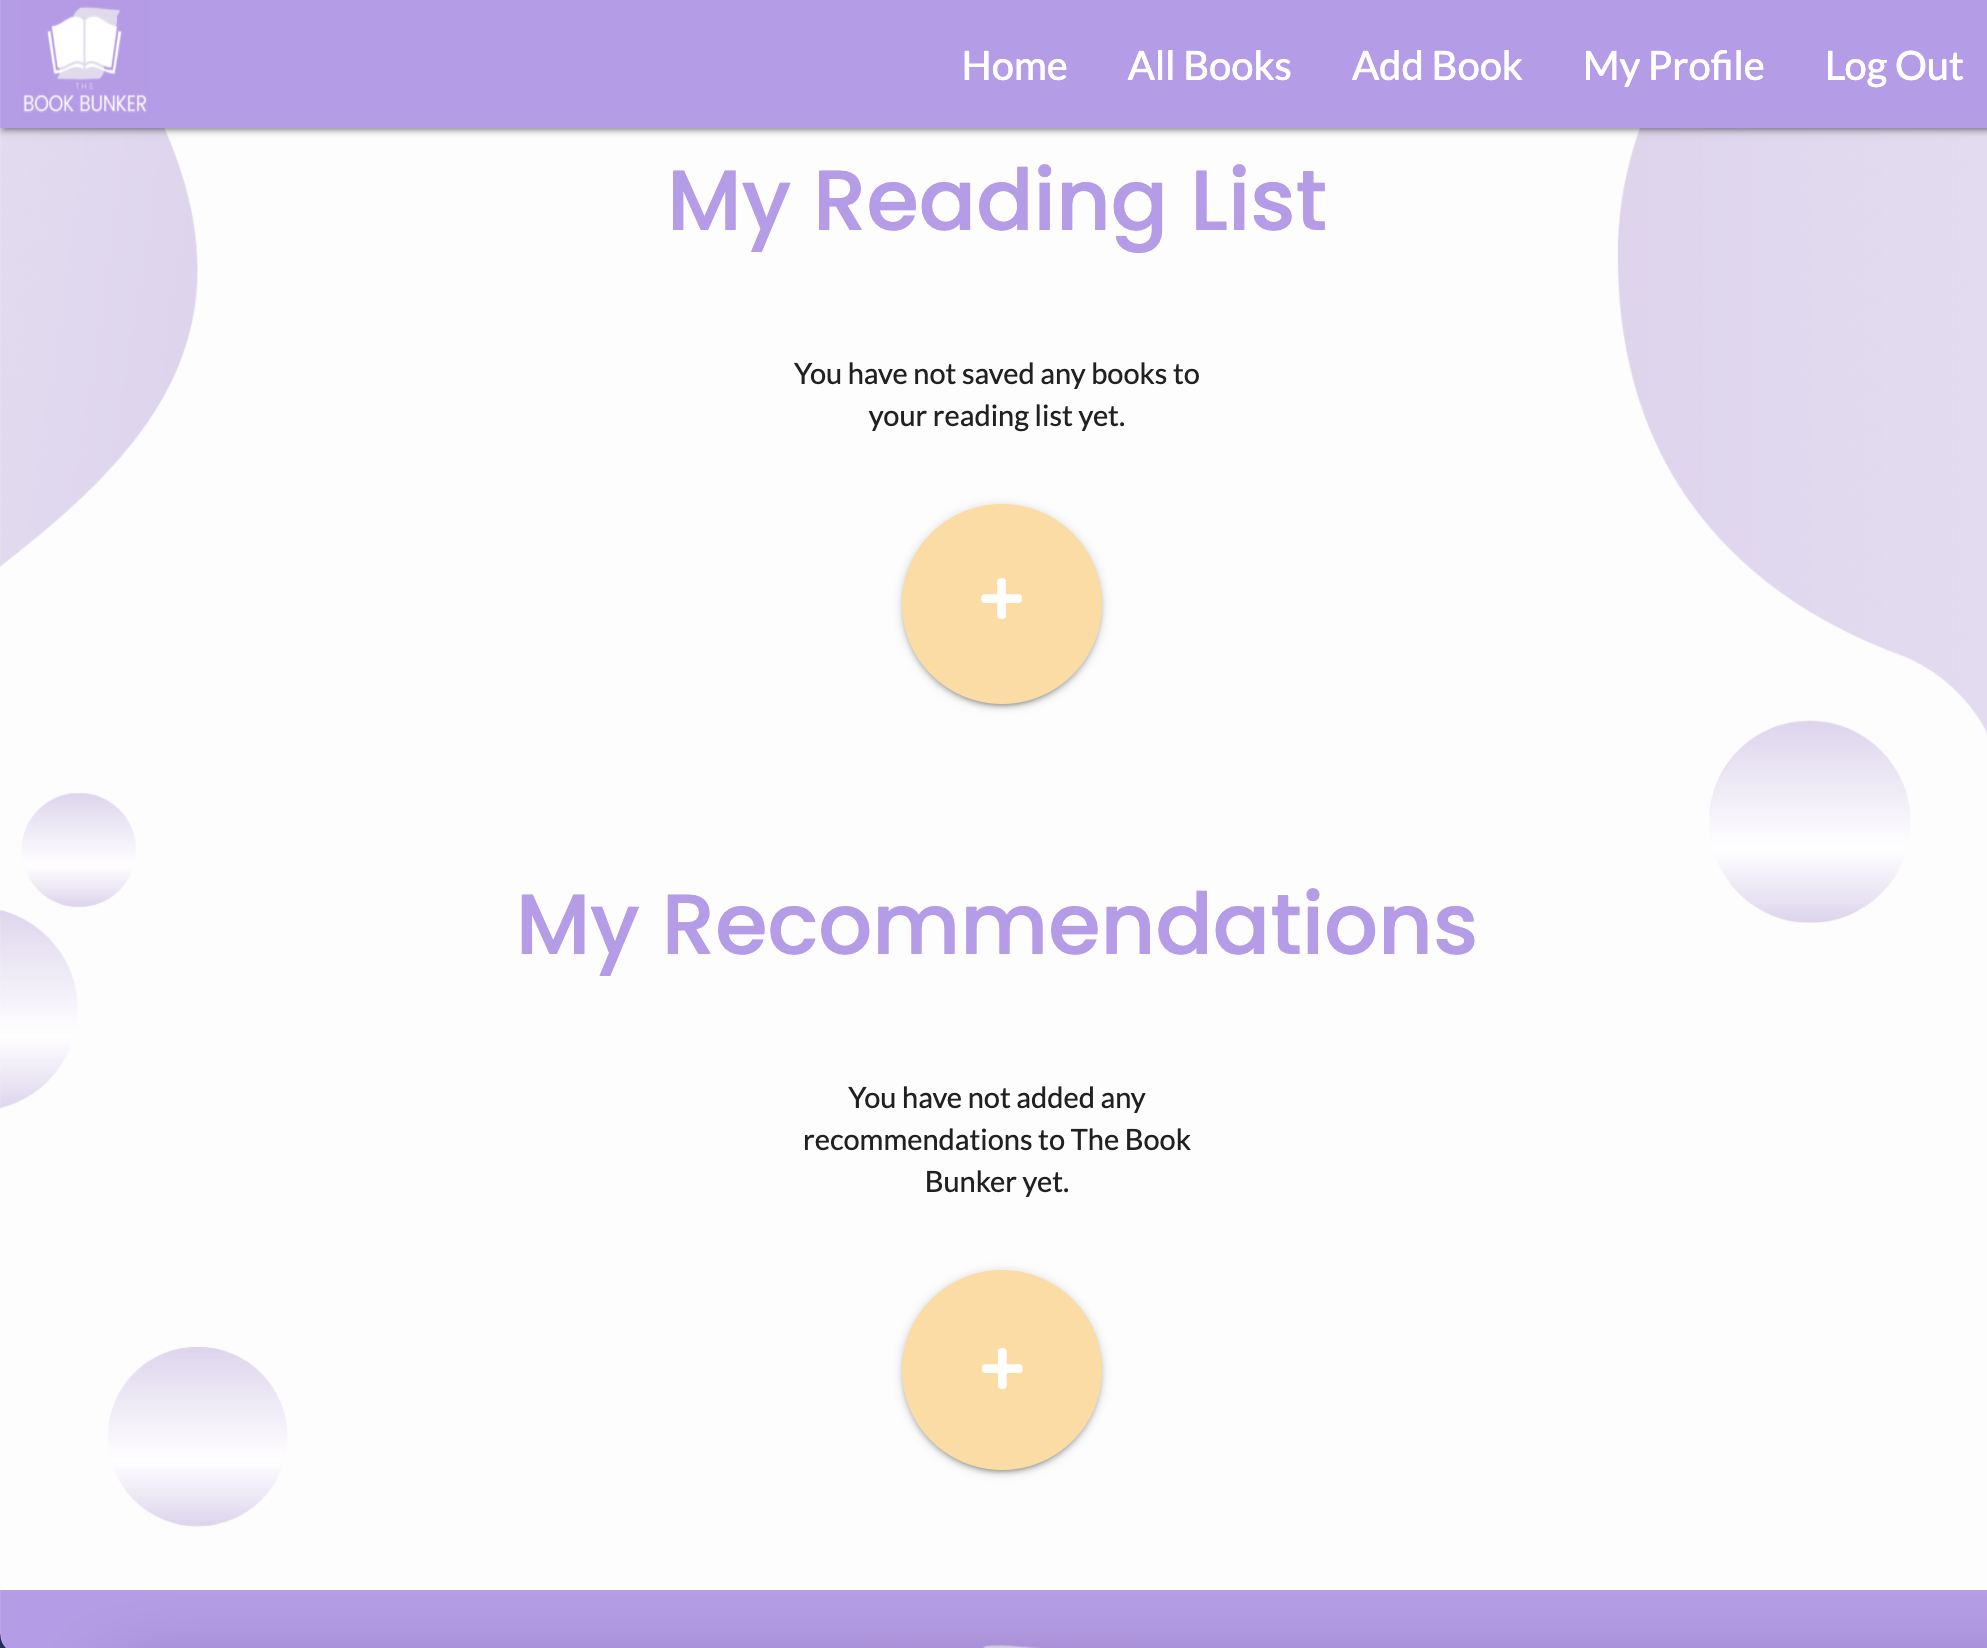 THE
BOOK BUNKER
Home All Books Add Book My Profile Log Out
My Reading List
You have not saved any books to
your reading list yet.
My Recommendations
You have not added any
recommendations to The Book
Bunker yet.